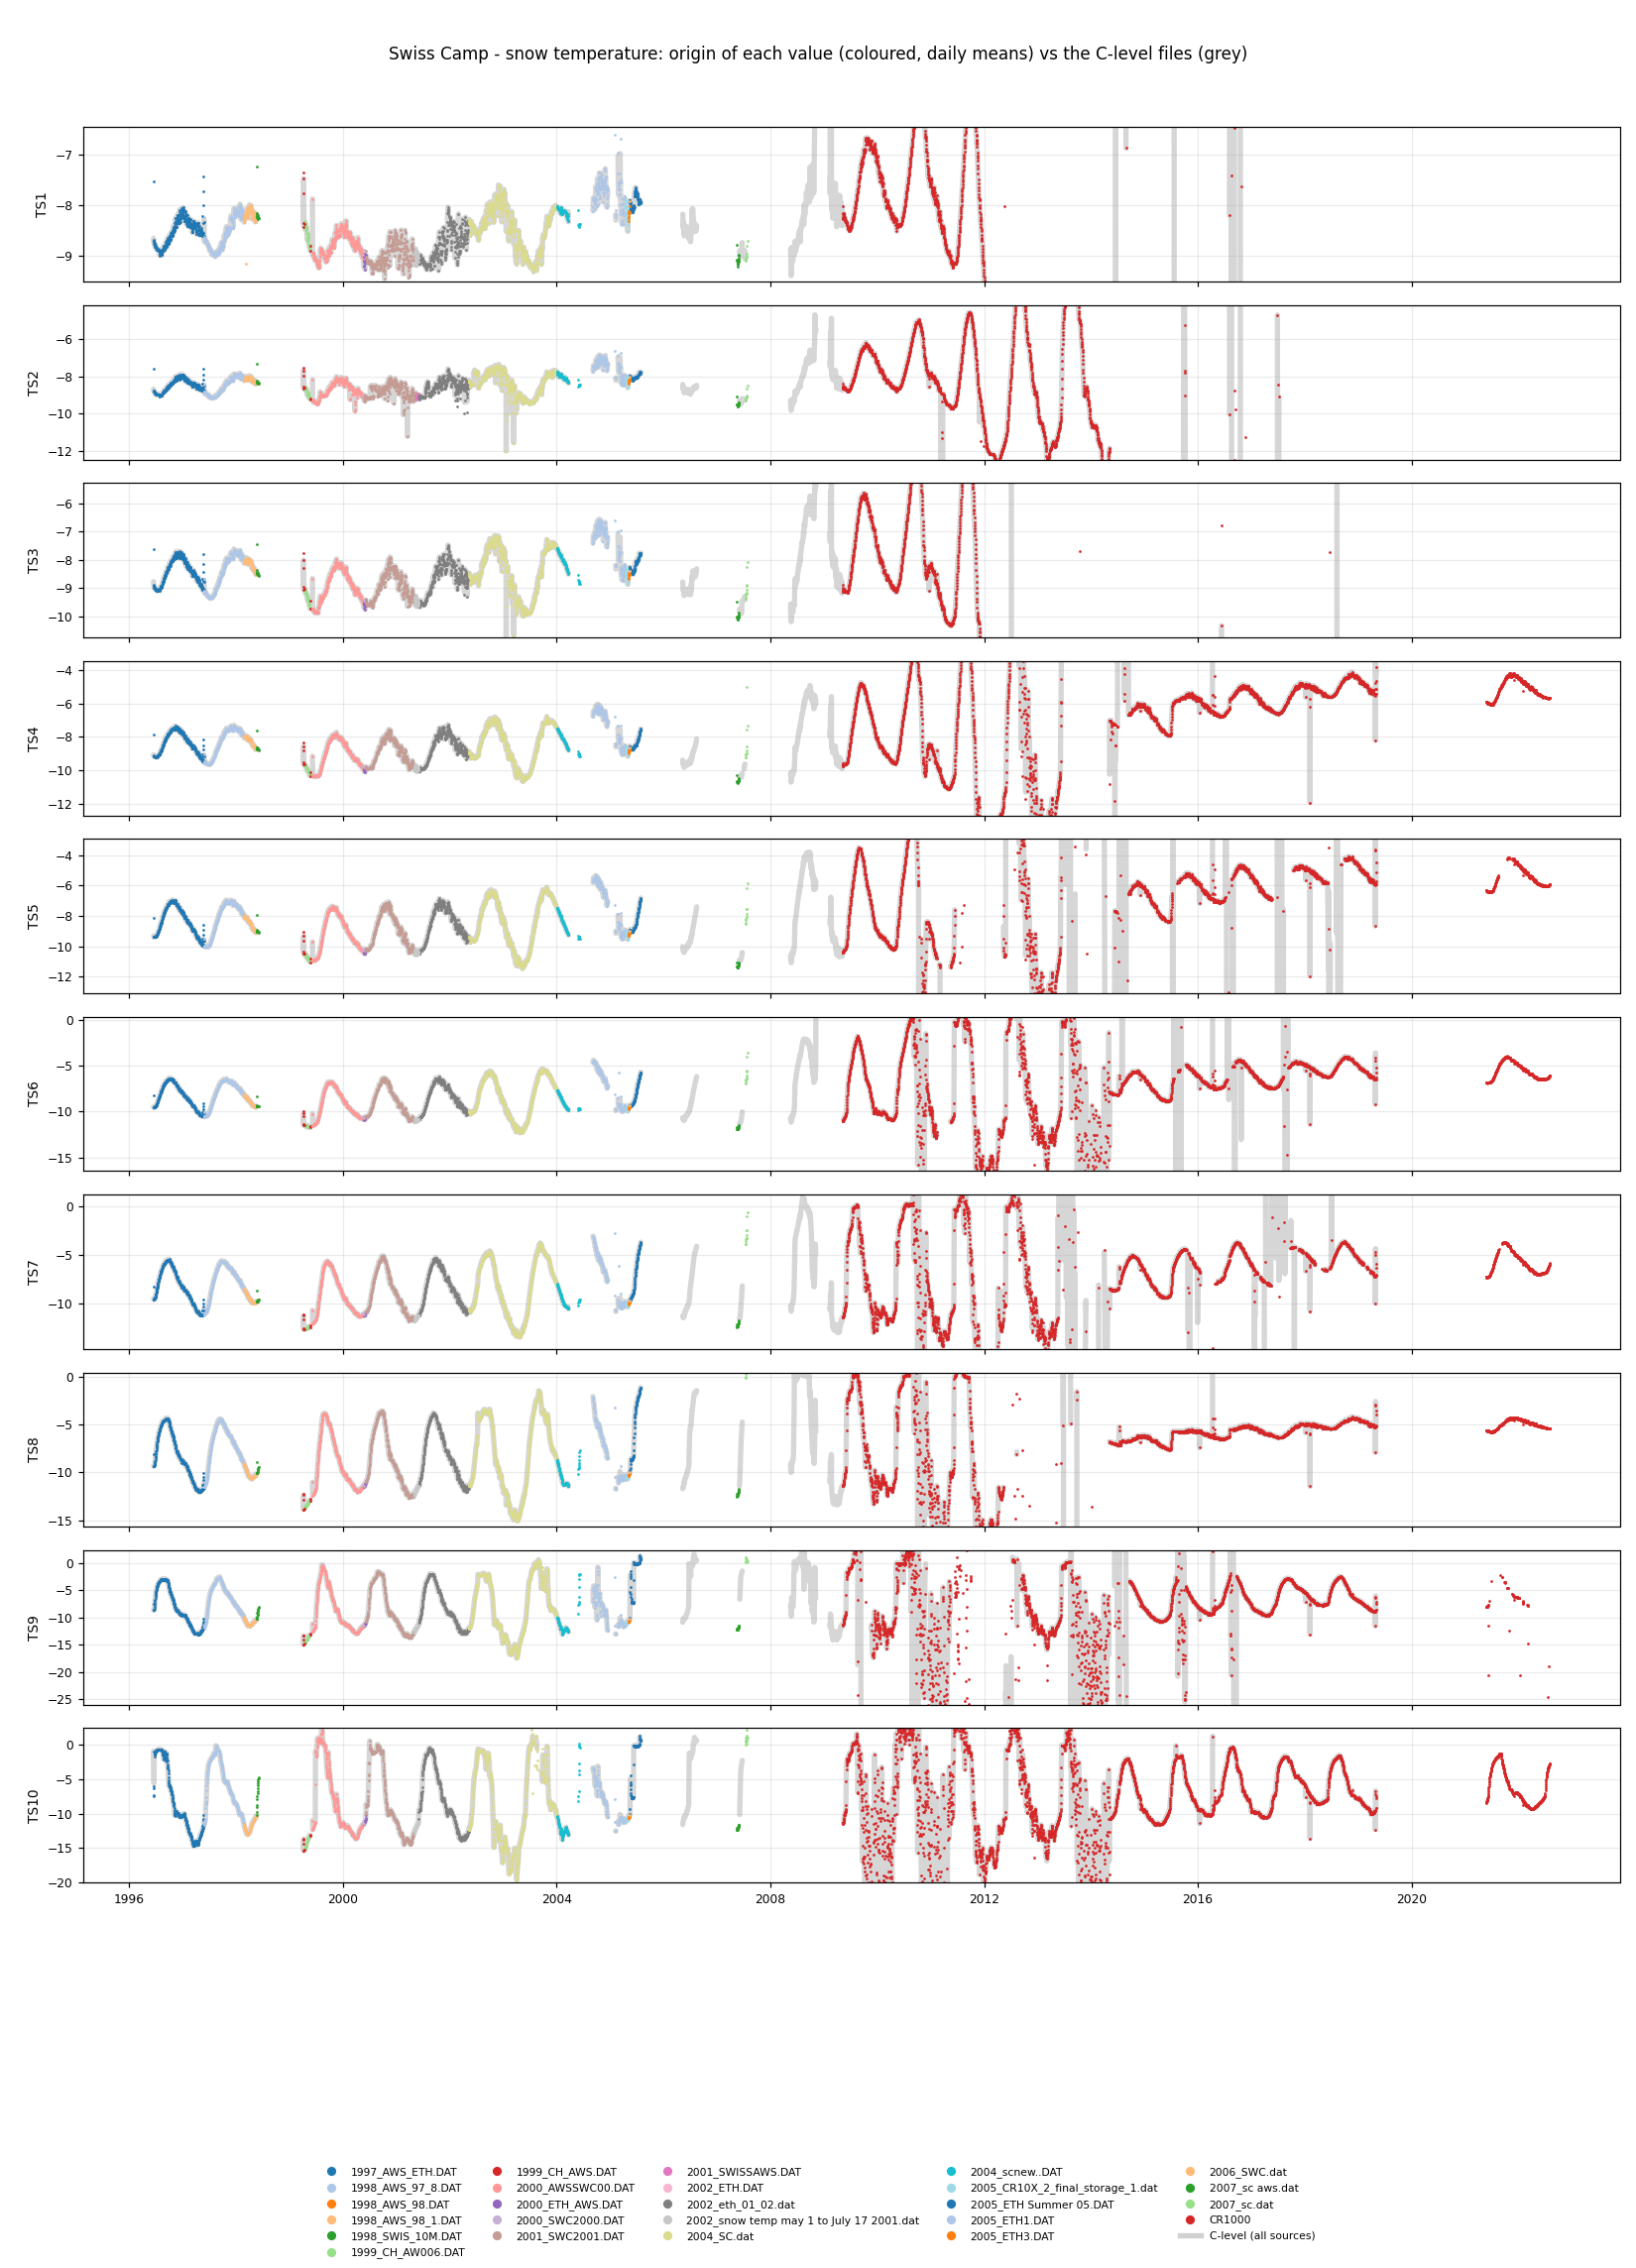 Swiss Camp - snow temperature: origin of each value (coloured, daily means) vs the C-level files (grey)
TS1
−7
−8
−9
TS2
−6
−8
−10
−12
TS3
−6
−7
−8
−9
−10
TS4
−4
−6
−8
−10
−12
TS5
−4
−6
−8
−10
−12
TS6
0
−5
−10
−15
TS7
0
−5
−10
TS8
0
−5
−10
−15
TS9
0
−5
−10
−15
−20
−25
TS10
0
−5
−10
−15
−20
1996 2000 2004 2008 2012 2016 2020
1997_AWS_ETH.DAT
1998_AWS_97_8.DAT
1998_AWS_98.DAT
1998_AWS_98_1.DAT
1998_SWIS_10M.DAT
1999_CH_AW006.DAT
1999_CH_AWS.DAT
2000_AWSSWC00.DAT
2000_ETH_AWS.DAT
2000_SWC2000.DAT
2001_SWC2001.DAT
2001_SWISSAWS.DAT
2002_ETH.DAT
2002_eth_01_02.dat
2002_snow temp may 1 to July 17 2001.dat
2004_SC.dat
2004_scnew..DAT
2005_CR10X_2_final_storage_1.dat
2005_ETH Summer 05.DAT
2005_ETH1.DAT
2005_ETH3.DAT
2006_SWC.dat
2007_sc aws.dat
2007_sc.dat
CR1000
C-level (all sources)